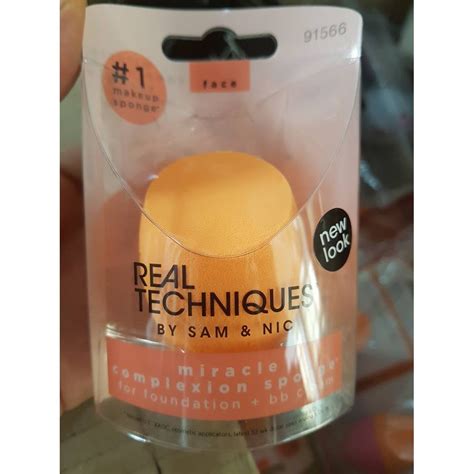 91566
#1
makeup
sponge*
face
new
look
REAL
TECHNIQUES
BY SAM & NIC
miracle
complexion sponge*
for foundation + bb cream